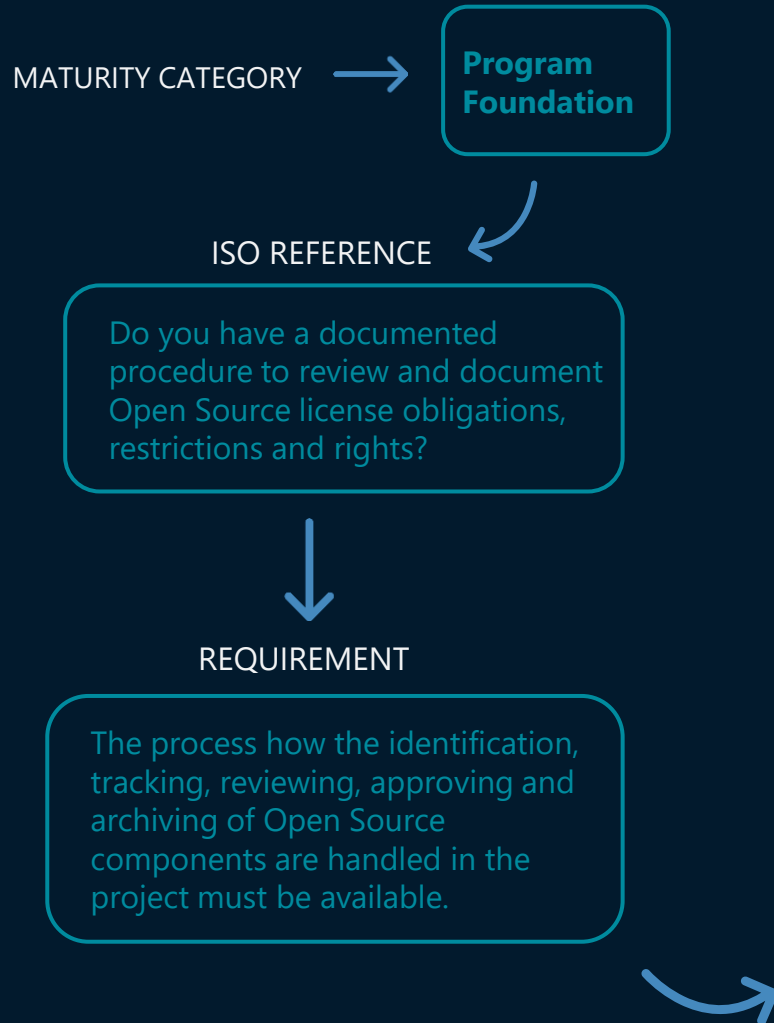 MATURITY CATEGORY
Program
Foundation
ISO REFERENCE
Do you have a documented
procedure to review and document
Open Source license obligations,
restrictions and rights?
REQUIREMENT
The process how the identification,
tracking, reviewing, approving and
archiving of Open Source
components are handled in the
project must be available.